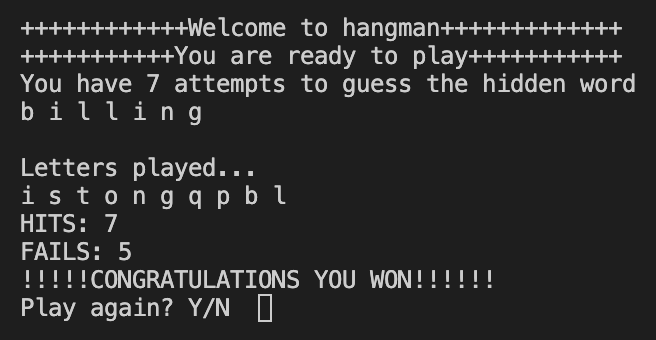 ++++++++++++Welcome to hangman+++++++++++++
+++++++++++You are ready to play+++++++++++
You have 7 attempts to guess the hidden word
b i l l i n g
Letters played...
i s t o n g q p b l
HITS: 7
FAILS: 5
!!!!!CONGRATULATIONS YOU WON!!!!!!
Play again? Y/N